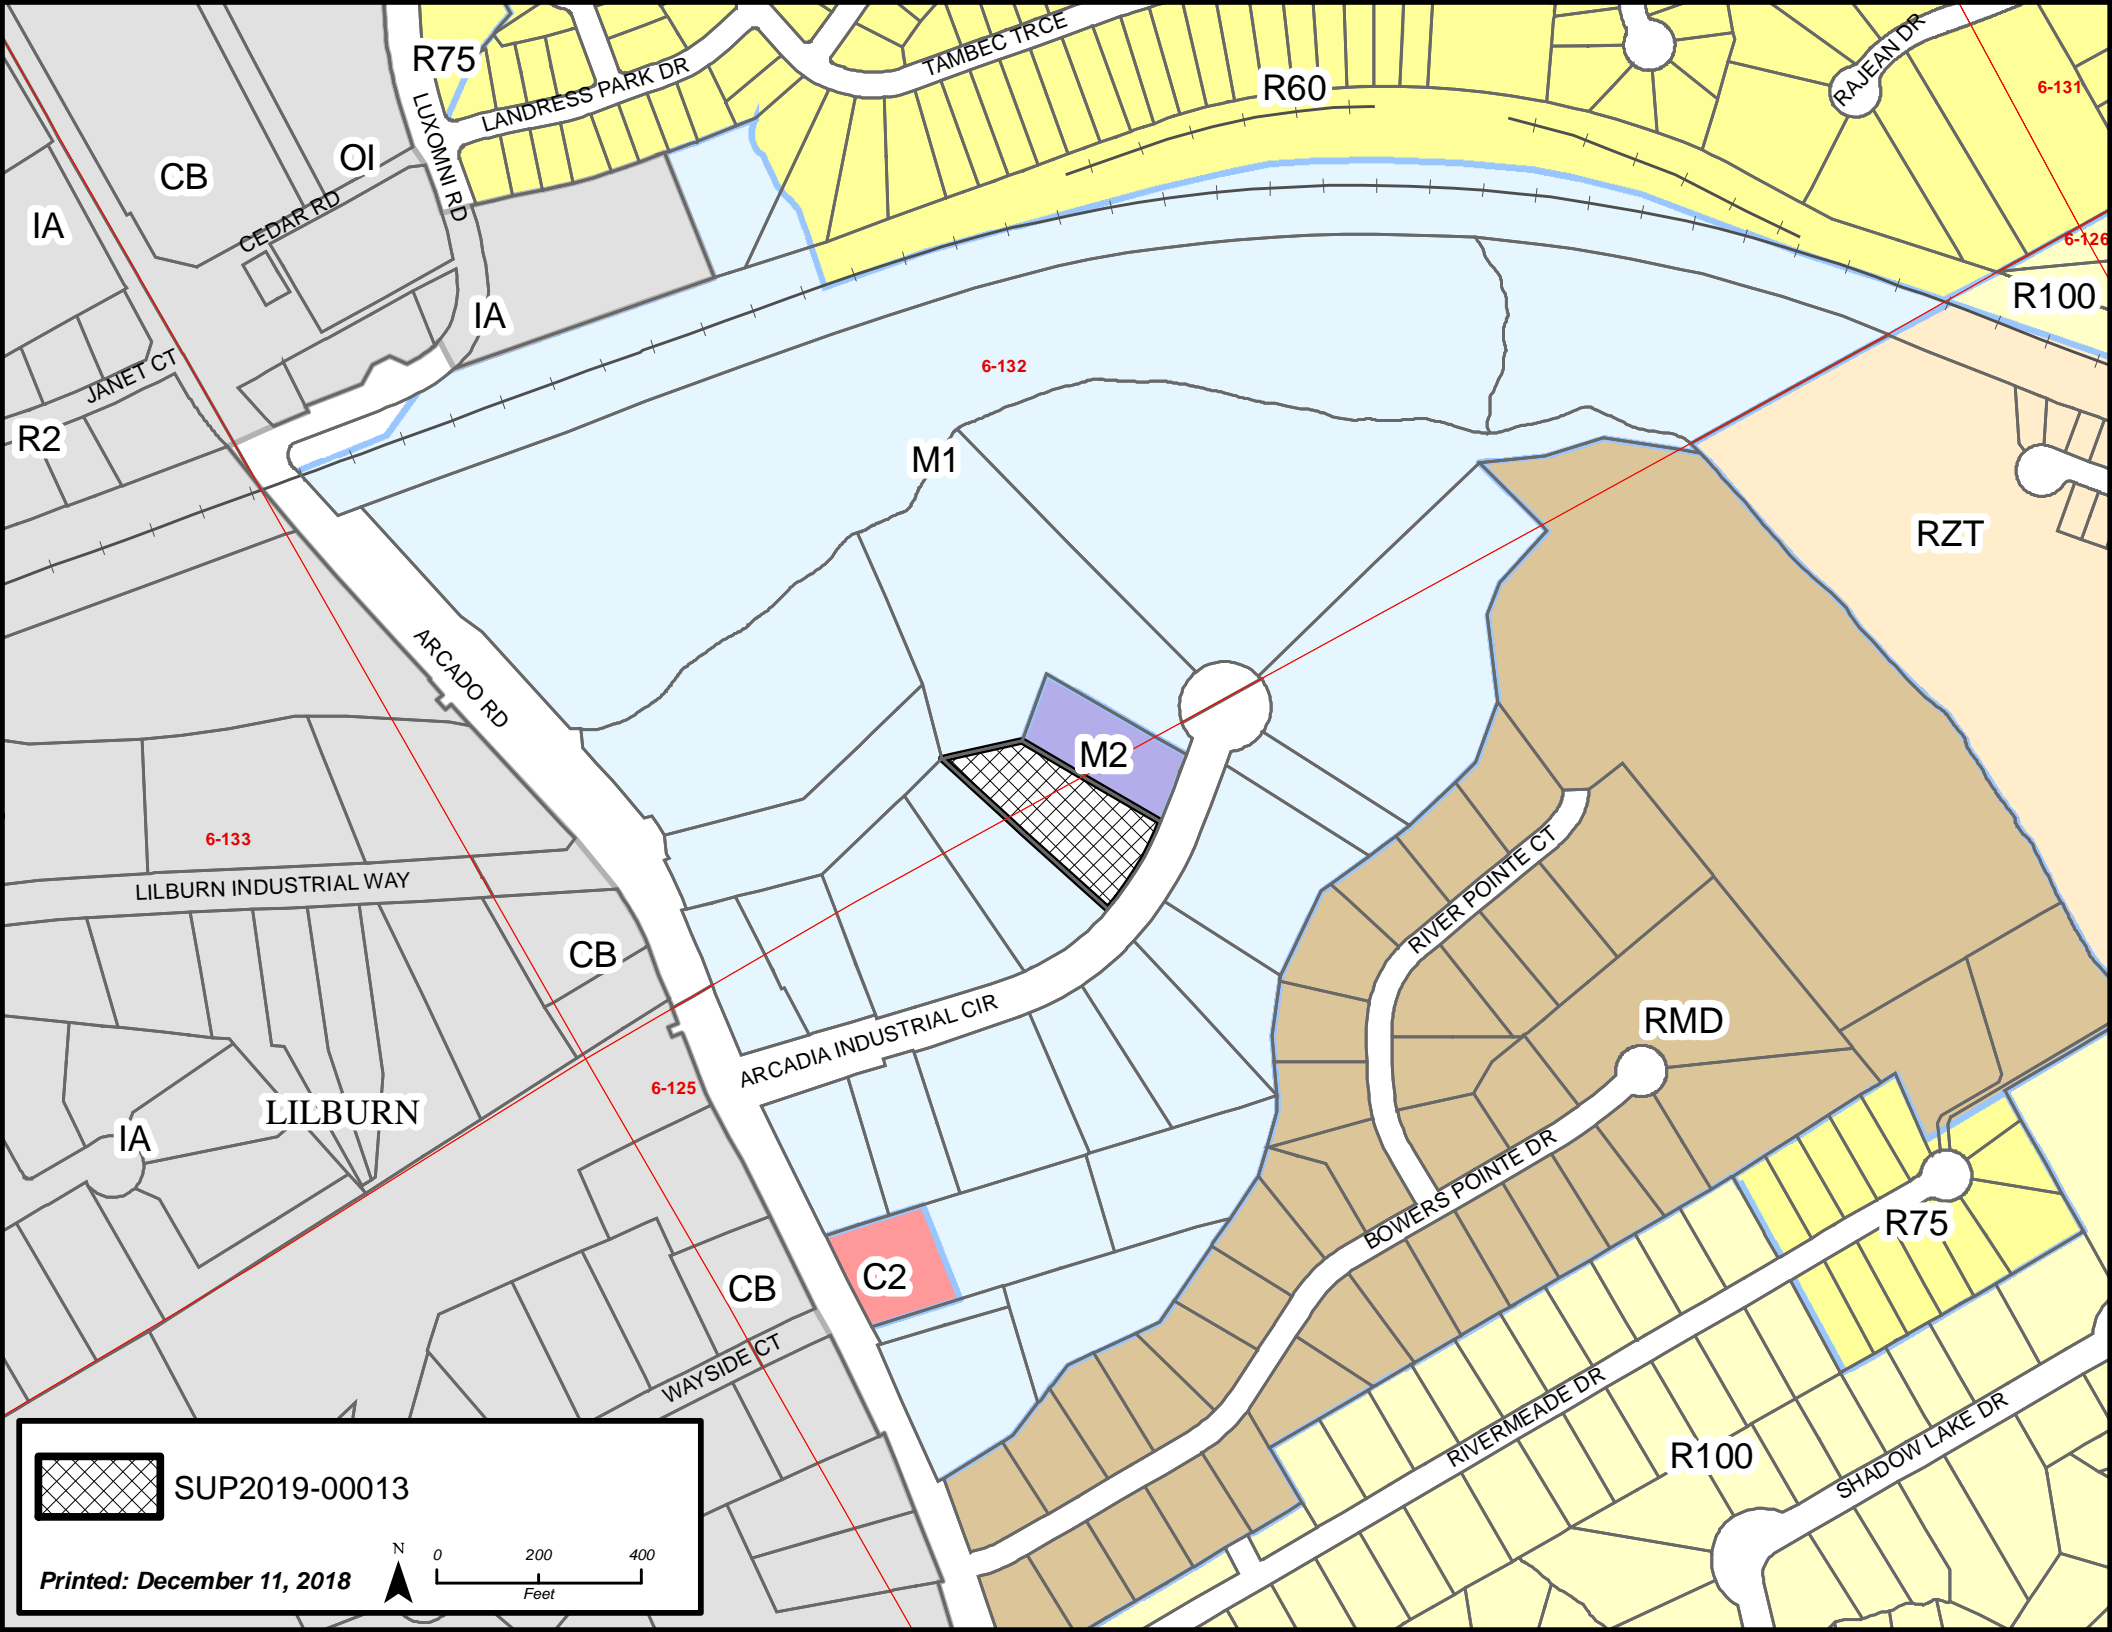 R75
LANDRESS PARK DR
TAMBEC TRCE
R60
RAJEAN DR
6-131
LUXOMNI RD
OI
CB
CEDAR RD
IA
6-126
R100
IA
JANET CT
6-132
R2
M1
RZT
ARCADO RD
M2
6-133
LILBURN INDUSTRIAL WAY
RIVER POINTE CT
CB
ARCADIA INDUSTRIAL CIR
RMD
6-125
LILBURN
IA
BOWERS POINTE DR
R75
C2
CB
WAYSIDE CT
RIVERMEADE DR
SHADOW LAKE DR
R100
SUP2019-00013
N
0 200 400
Feet
Printed: December 11, 2018